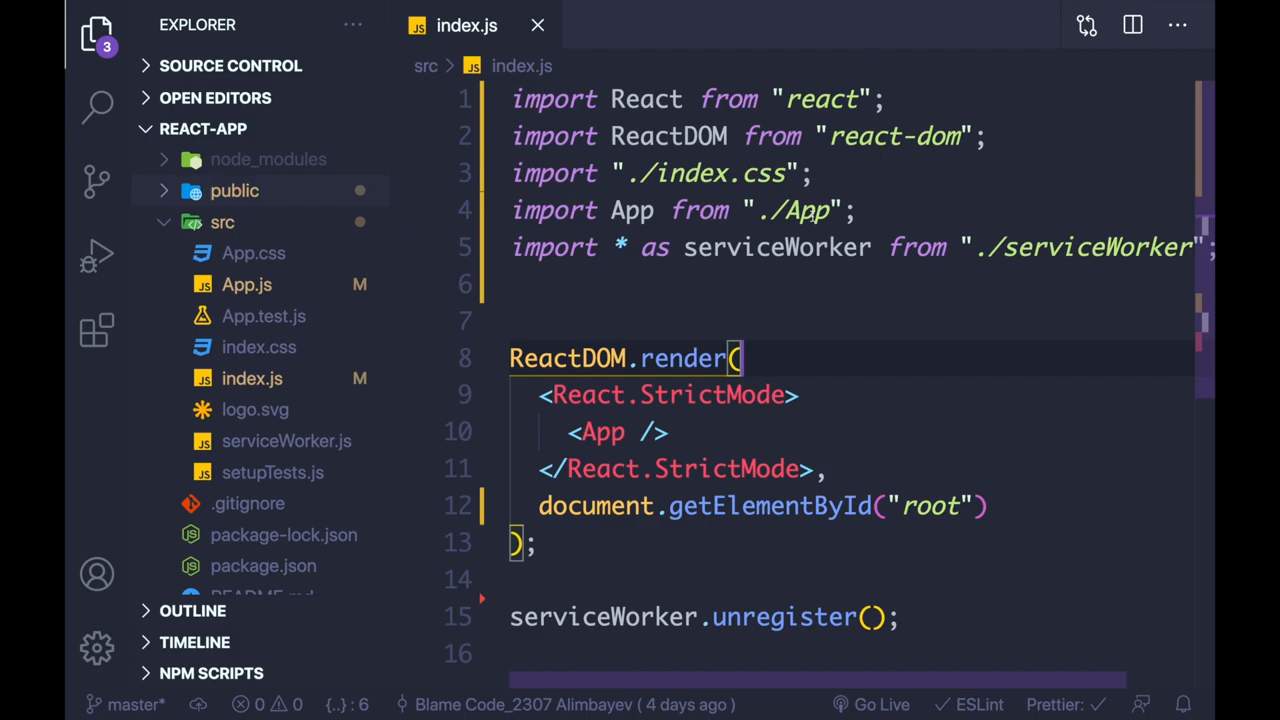 EXPLORER
SOURCE CONTROL
OPEN EDITORS
REACT-APP
node_modules
public
src
App.css
App.js M
App.test.js
index.css
index.js M
logo.svg
serviceWorker.js
setupTests.js
.gitignore
package-lock.json
package.json
README.md
OUTLINE
TIMELINE
NPM SCRIPTS
3
JS index.js
src > JS index.js
1 import React from "react";
2 import ReactDOM from "react-dom";
3 import "./index.css";
4 import App from "./App";
5 import * as serviceWorker from "./serviceWorker";
6
7
8 ReactDOM.render(
9 <React.StrictMode>
10 <App />
11 </React.StrictMode>,
12 document.getElementById("root")
13 );
14
15 serviceWorker.unregister();
16
master* 0 0 {..} : 6 Blame Code_2307 Alimbayev ( 4 days ago ) Go Live ESLint Prettier: ✓